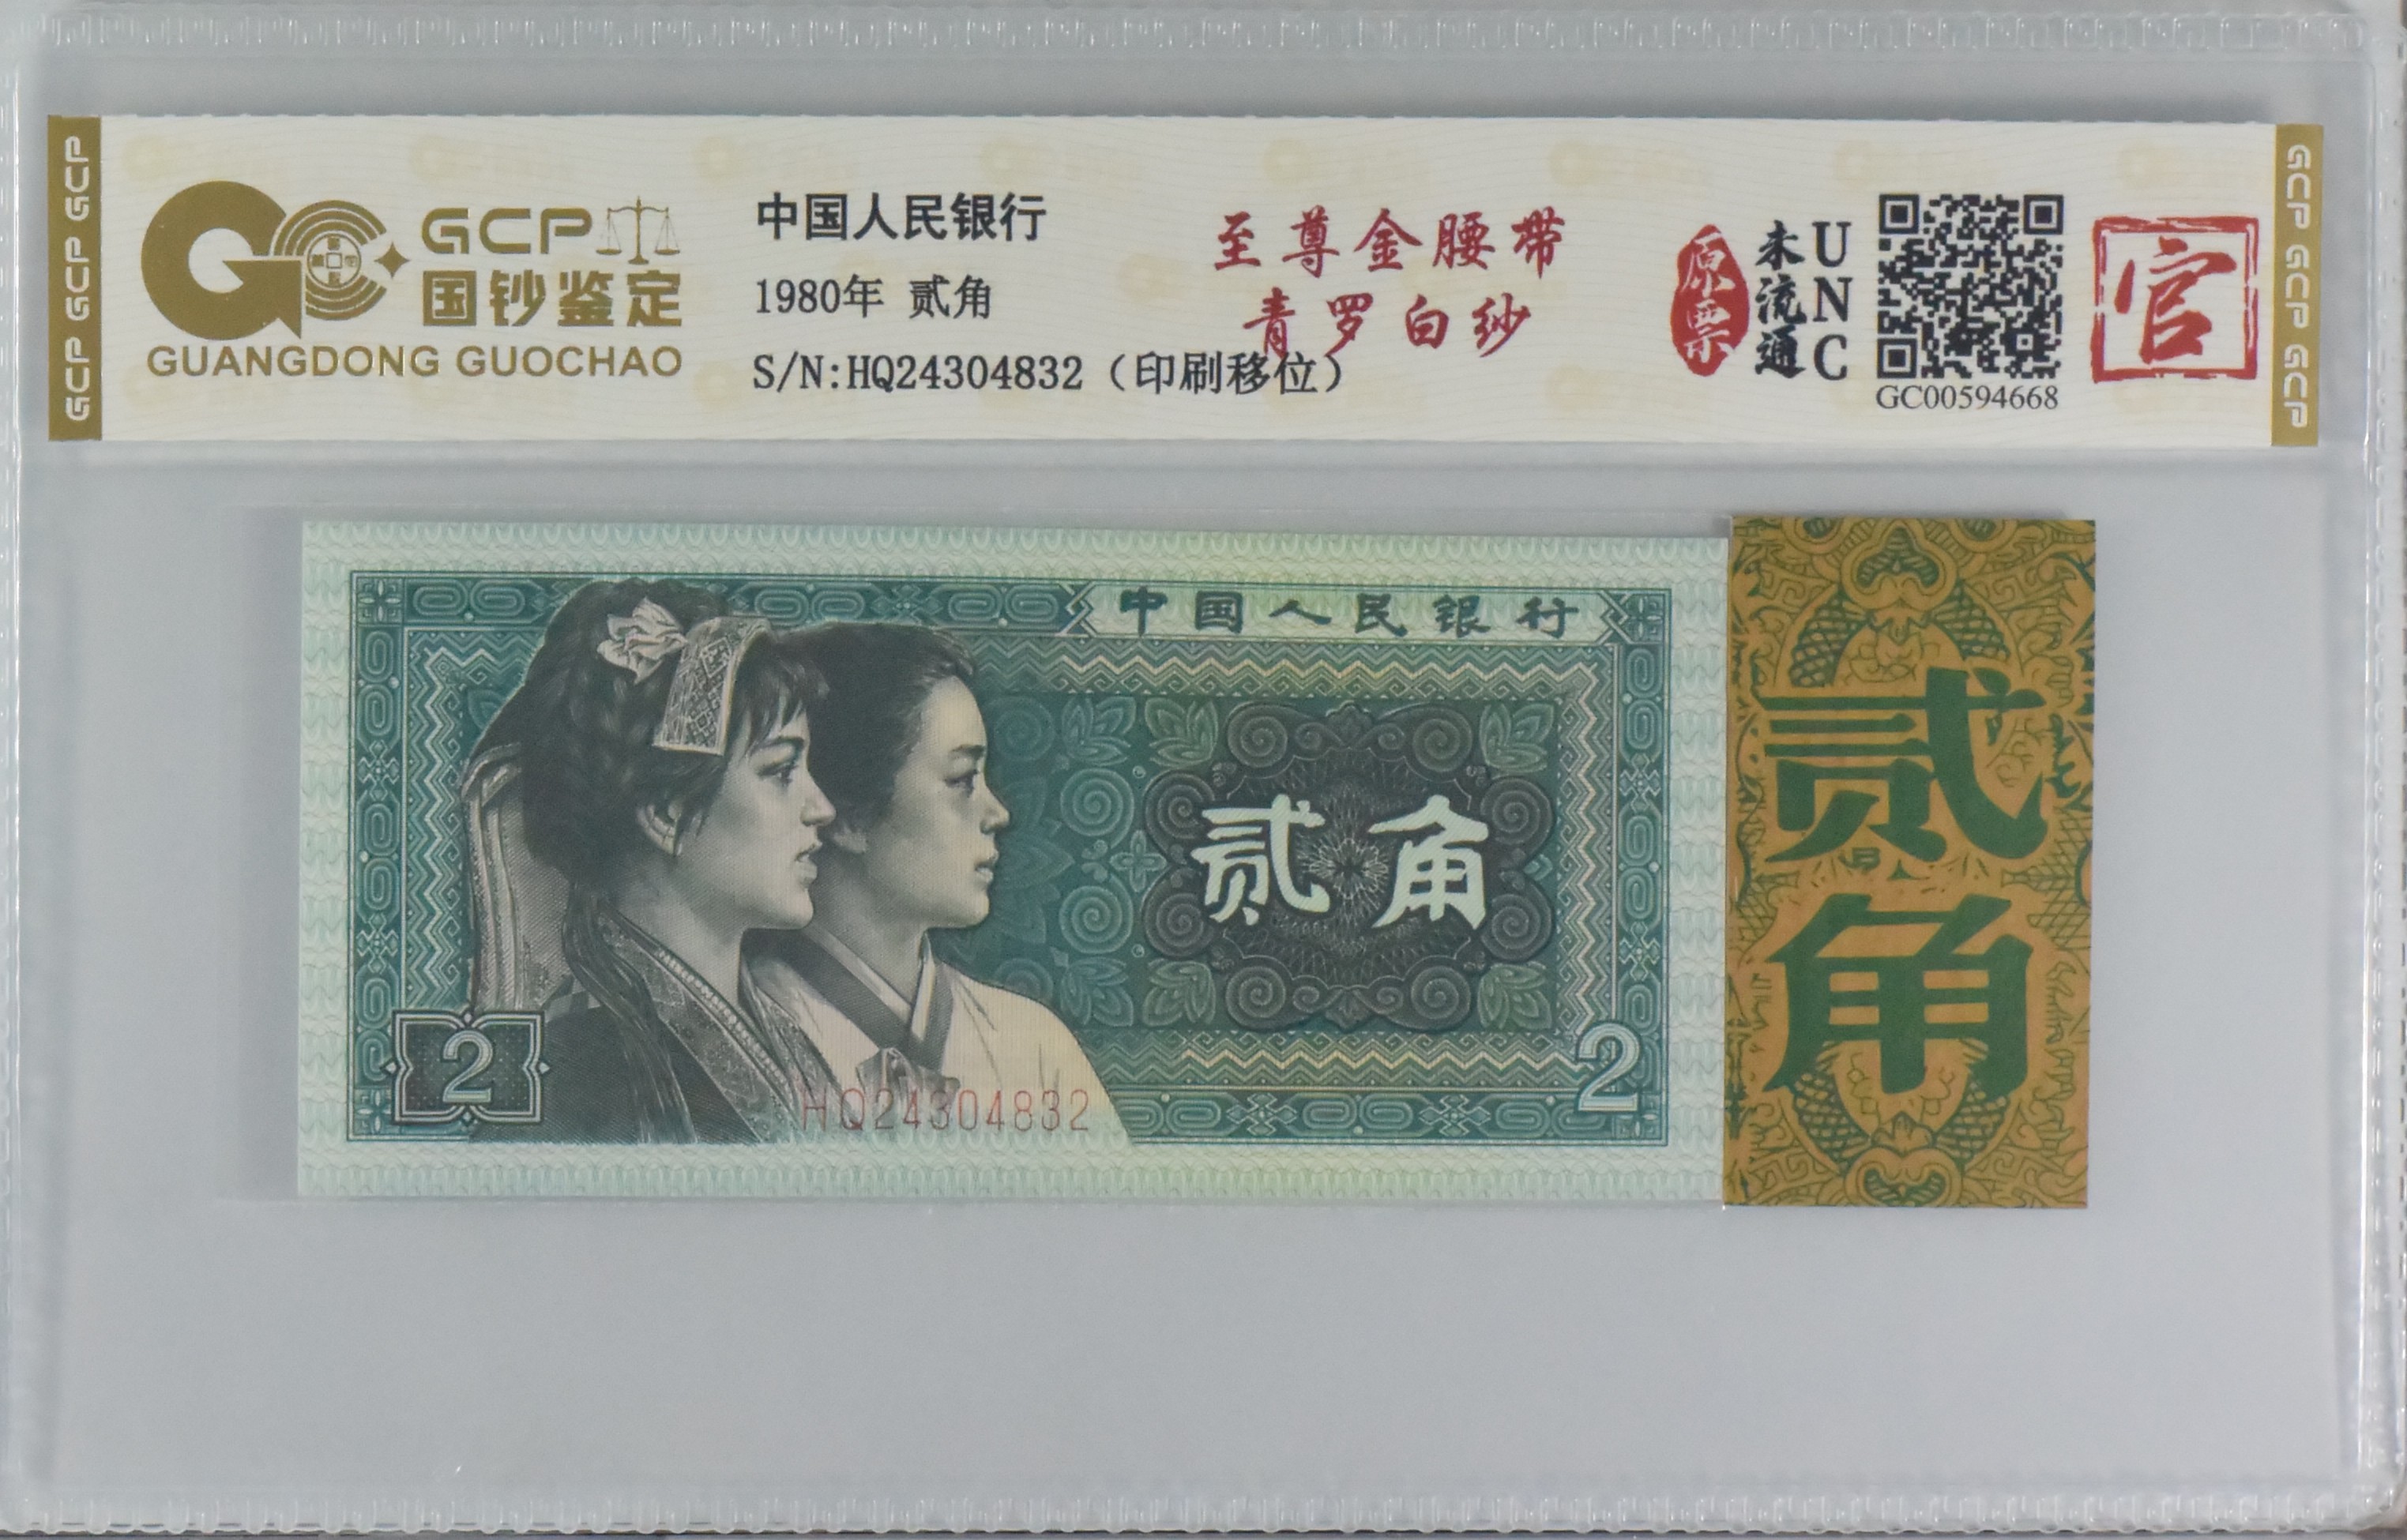 GCP GCP GCP
GCP
国钞鉴定
GUANGDONG GUOCHAO
中国人民银行
1980年 贰角
S/N:HQ24304832（印刷移位）
至尊金腰带
青罗白纱
原票
未流通
UNC
GC00594668
官
GCP GCP GCP
中国人民银行
贰角
2
2
HQ24304832
贰角